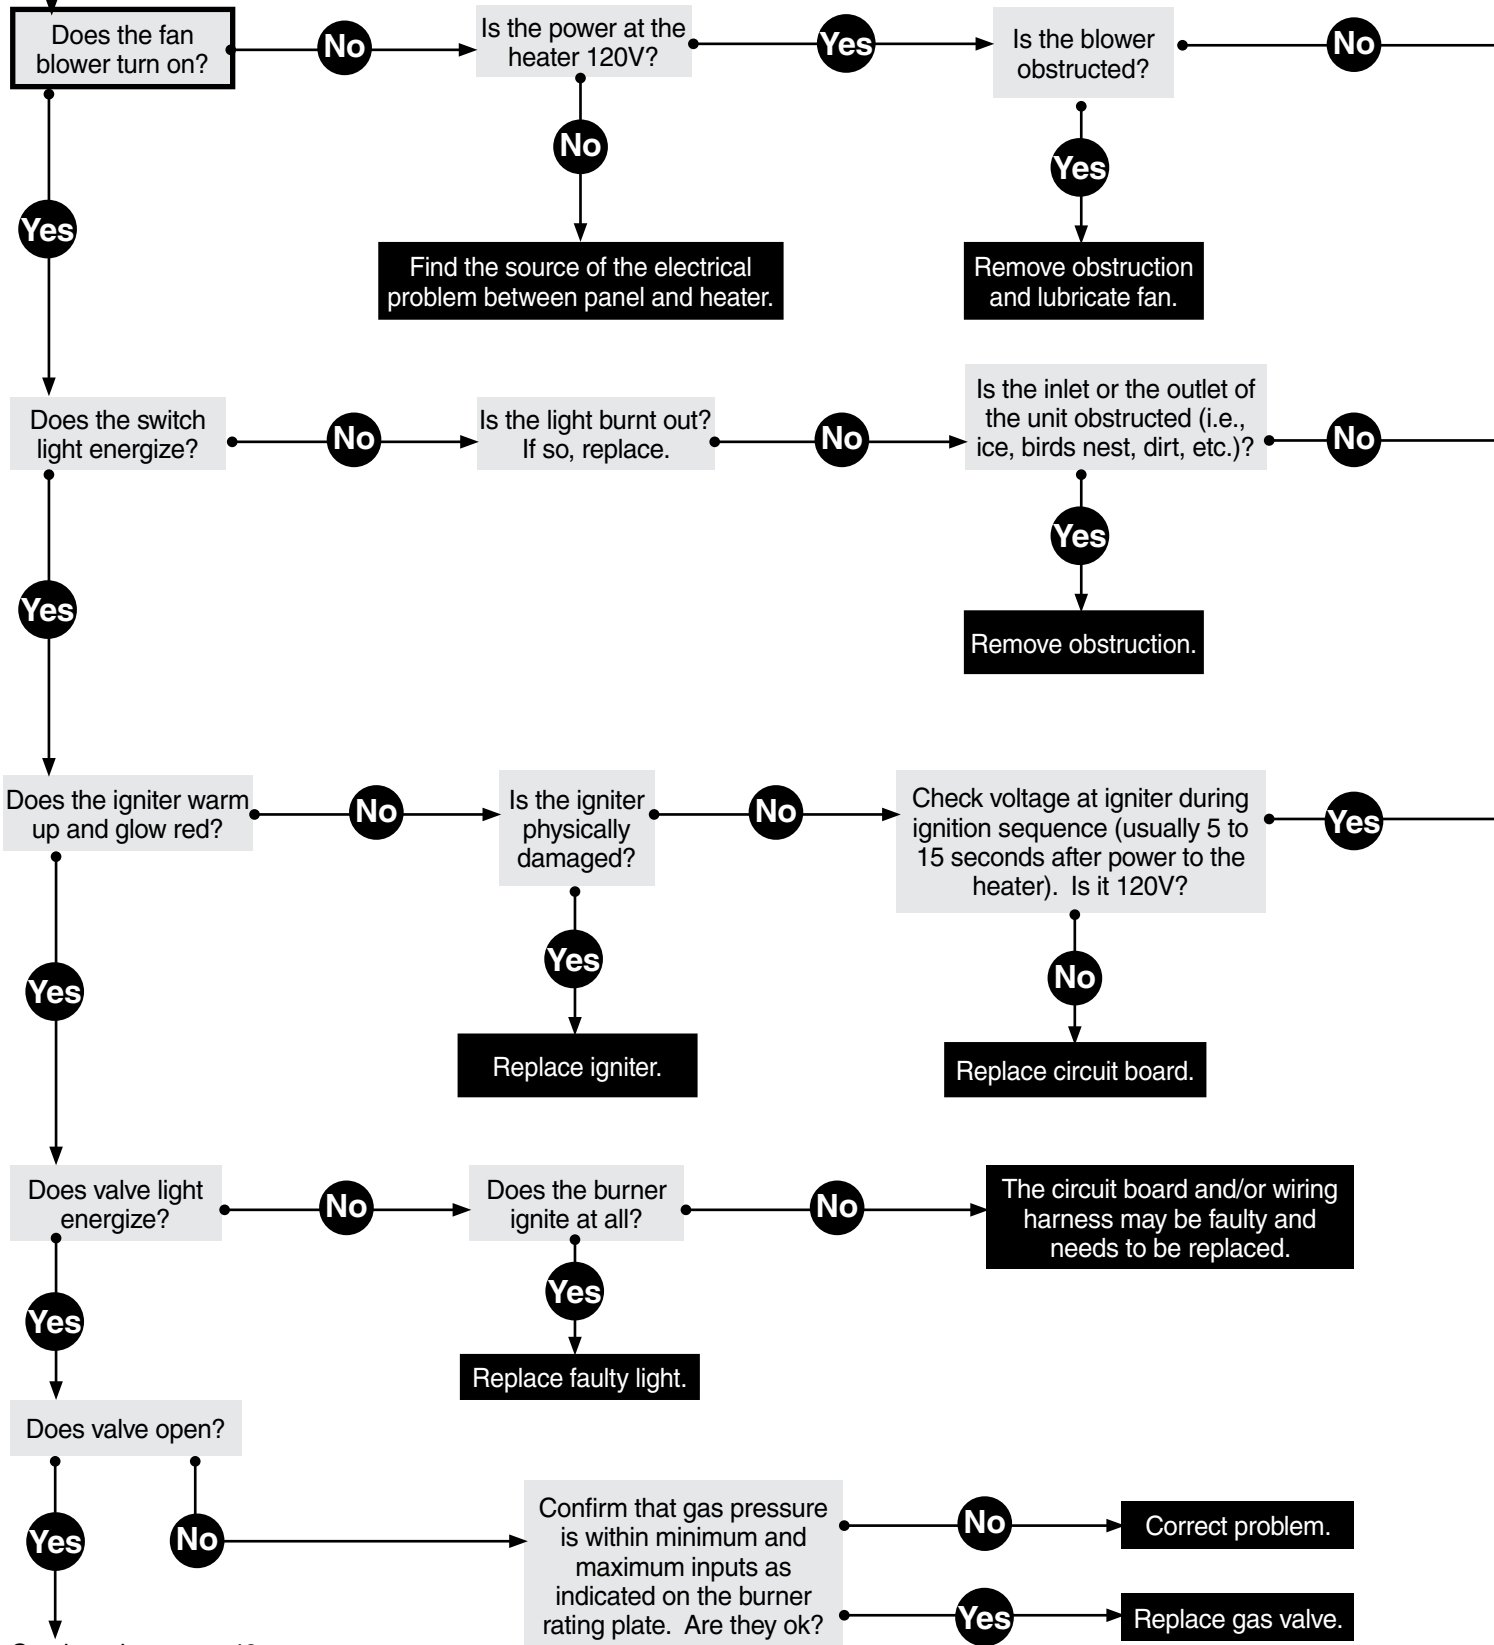 Does the fan
blower turn on?
No
Is the power at the
heater 120V?
Yes
Is the blower
obstructed?
No
No
Yes
Yes
Find the source of the electrical
problem between panel and heater.
Remove obstruction
and lubricate fan.
Does the switch
light energize?
No
Is the light burnt out?
If so, replace.
No
Is the inlet or the outlet of
the unit obstructed (i.e.,
ice, birds nest, dirt, etc.)?
No
Yes
Yes
Remove obstruction.
Does the igniter warm
up and glow red?
No
Is the igniter
physically
damaged?
No
Check voltage at igniter during
ignition sequence (usually 5 to
15 seconds after power to the
heater).  Is it 120V?
Yes
Yes
Yes
No
Replace igniter.
Replace circuit board.
Does valve light
energize?
No
Does the burner
ignite at all?
No
The circuit board and/or wiring
harness may be faulty and
needs to be replaced.
Yes
Yes
Replace faulty light.
Does valve open?
Yes
No
Confirm that gas pressure
is within minimum and
maximum inputs as
indicated on the burner
rating plate.  Are they ok?
No
Correct problem.
Yes
Replace gas valve.